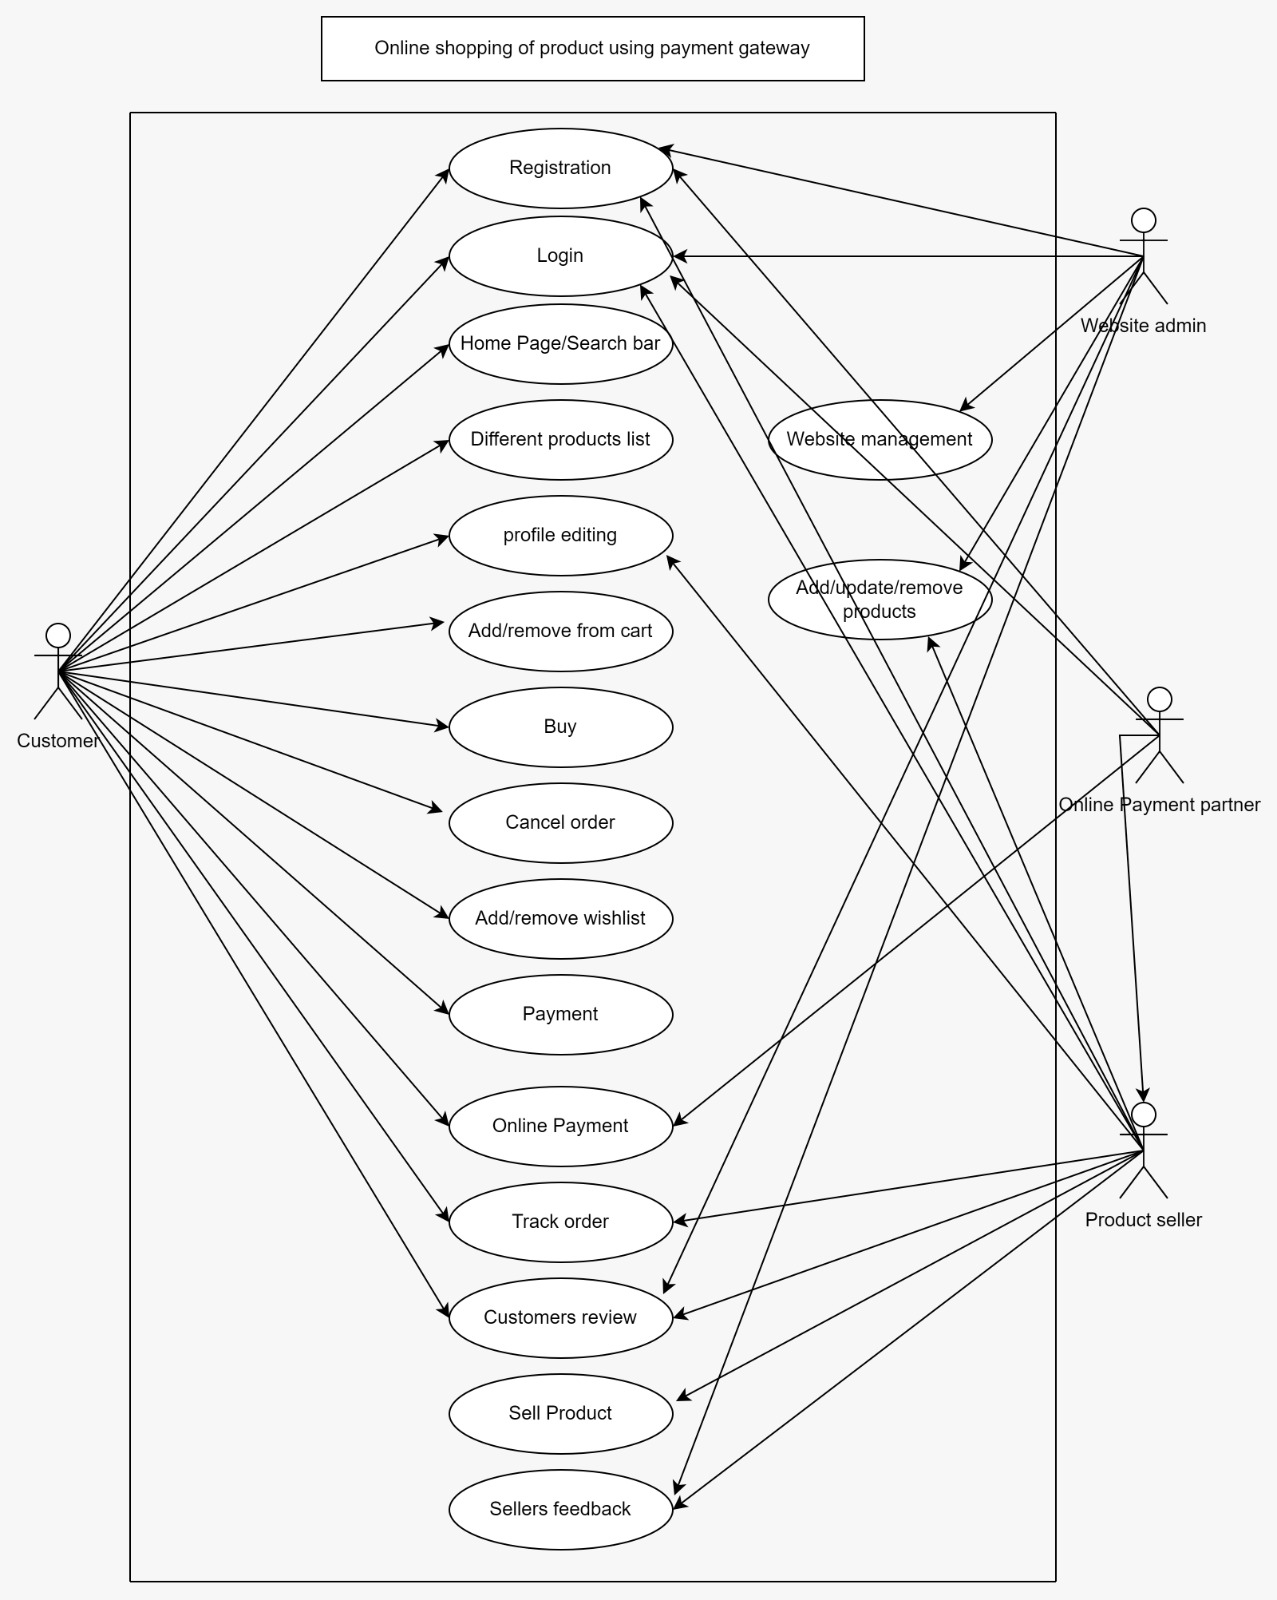 Online shopping of product using payment gateway
Registration
Login
Home Page/Search bar
Different products list
profile editing
Add/remove from cart
Buy
Cancel order
Add/remove wishlist
Payment
Online Payment
Track order
Customers review
Sell Product
Sellers feedback
Website management
Add/update/remove
products
Customer
Website admin
Online Payment partner
Product seller